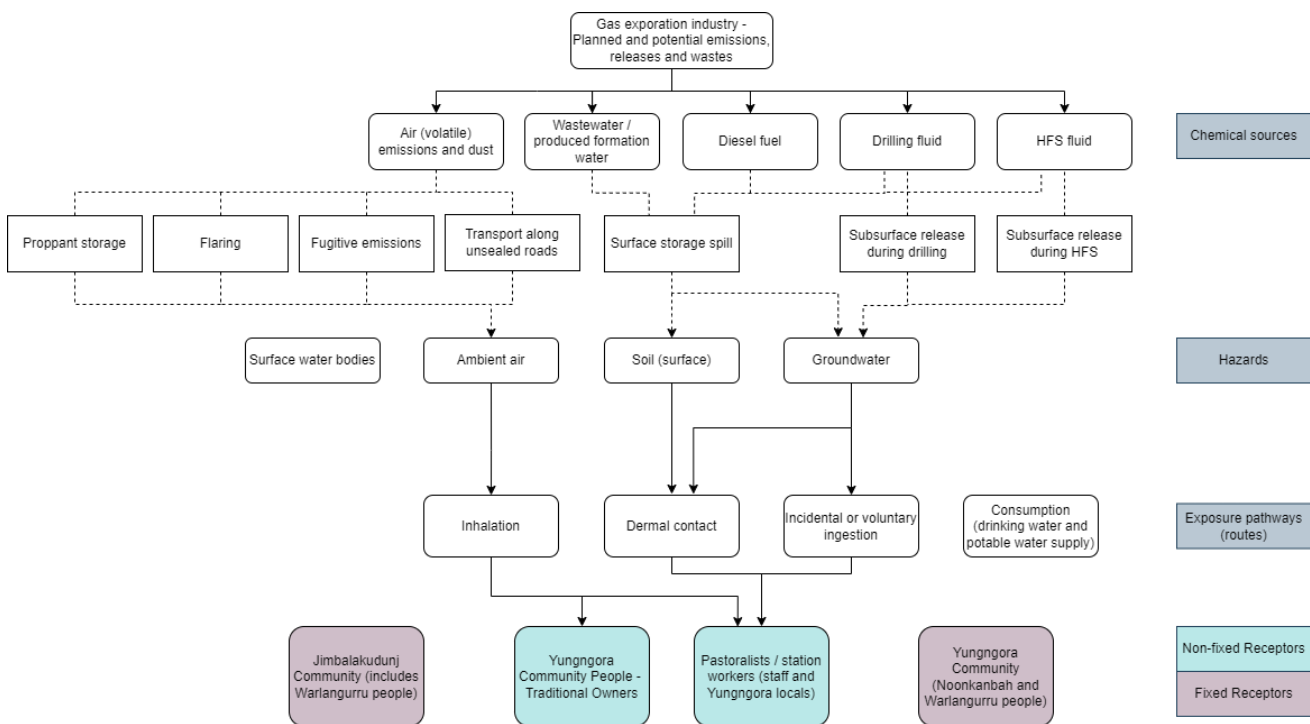 Gas exporation industry -
Planned and potential emissions,
releases and wastes
Air (volatile)
emissions and dust
Wastewater /
produced formation
water
Diesel fuel
Drilling fluid
HFS fluid
Chemical sources
Proppant storage
Flaring
Fugitive emissions
Transport along
unsealed roads
Surface storage spill
Subsurface release
during drilling
Subsurface release
during HFS
Surface water bodies
Ambient air
Soil (surface)
Groundwater
Hazards
Inhalation
Dermal contact
Incidental or voluntary
ingestion
Consumption
(drinking water and
potable water supply)
Exposure pathways
(routes)
Jimbalakudunj
Community (includes
Warlangurru people)
Yungngora
Community People -
Traditional Owners
Pastoralists / station
workers (staff and
Yungngora locals)
Yungngora
Community
(Noonkanbah and
Warlangurru people)
Non-fixed Receptors
Fixed Receptors